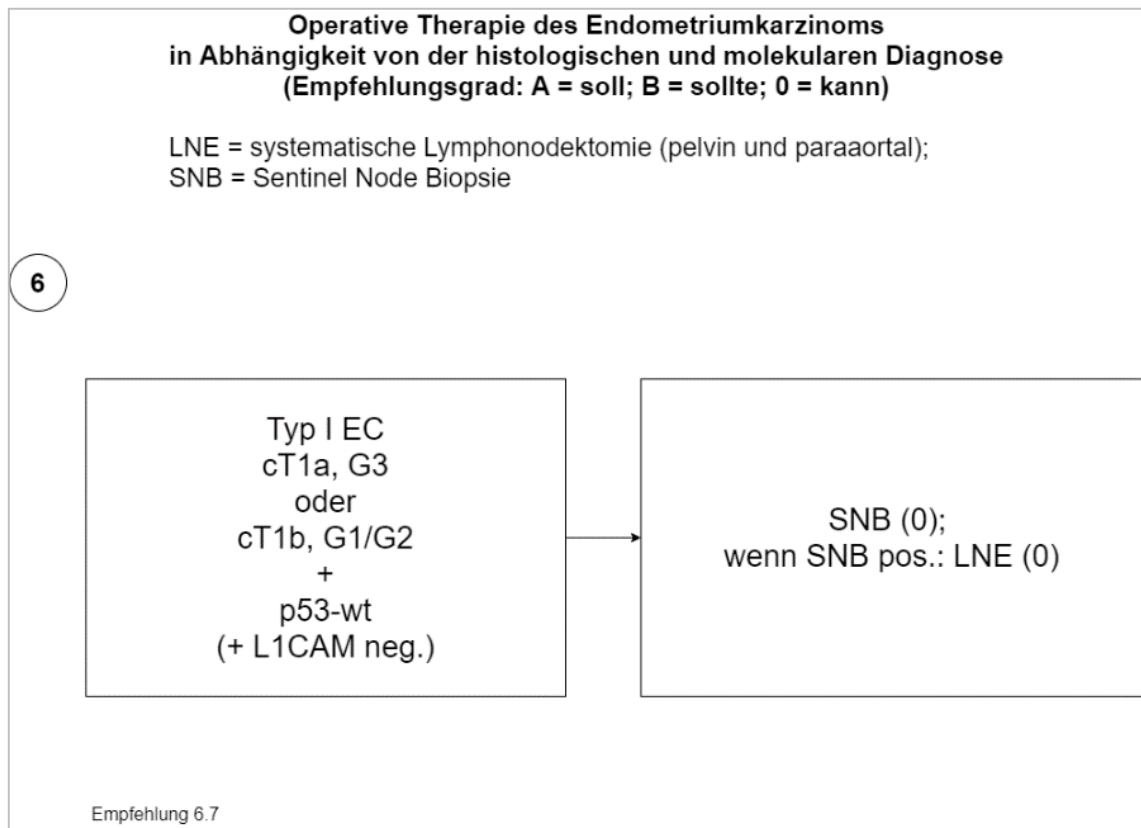 Operative Therapie des Endometriumkarzinoms
in Abhängigkeit von der histologischen und molekularen Diagnose
(Empfehlungsgrad: A = soll; B = sollte; 0 = kann)
LNE = systematische Lymphonodektomie (pelvin und paraaortal);
SNB = Sentinel Node Biopsie
6
Typ I EC
cT1a, G3
oder
cT1b, G1/G2
+
p53-wt
(+ L1CAM neg.)
SNB (0);
wenn SNB pos.: LNE (0)
Empfehlung 6.7